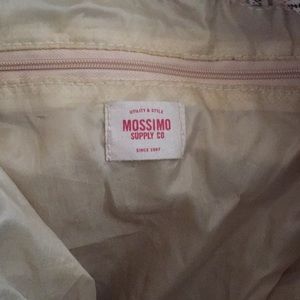 UTILITY & STYLE
MOSSIMO
SUPPLY CO
SINCE 1987